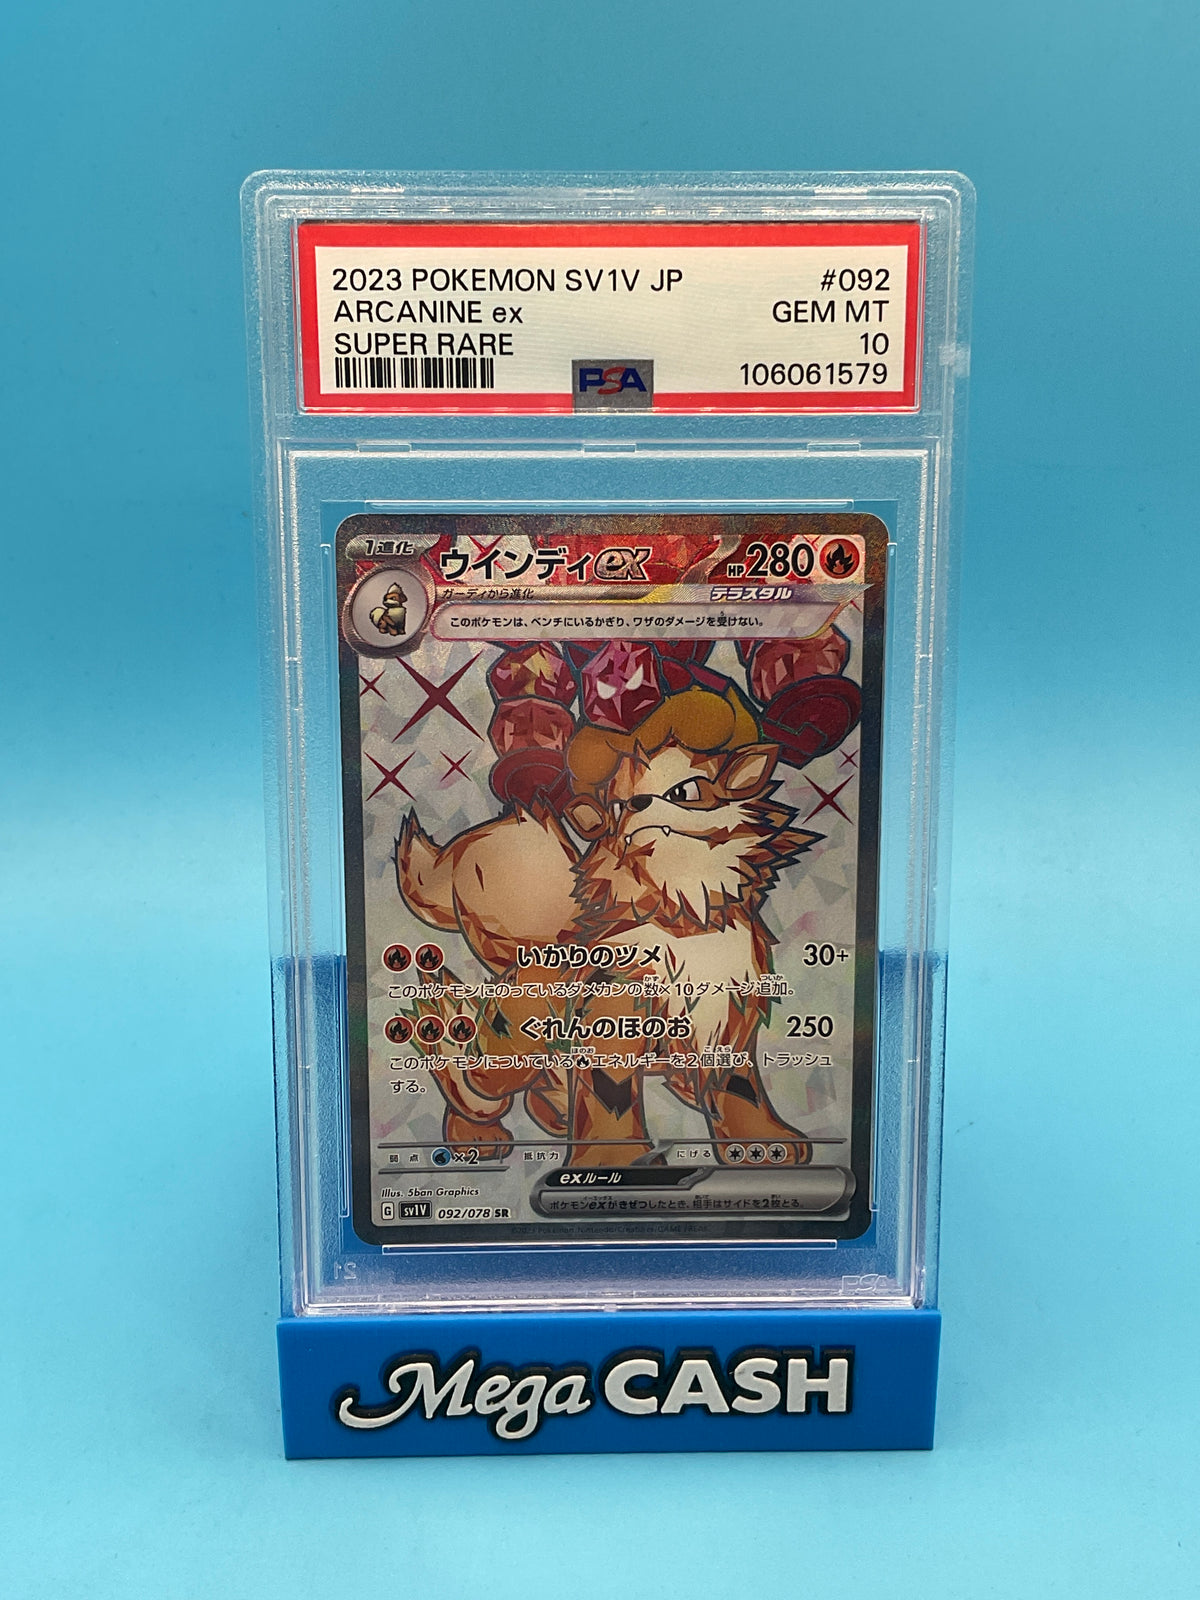 2023 POKEMON SV1V JP #092
ARCANINE ex GEM MT
SUPER RARE 10
PSA 106061579
1進化 ウインディex HP 280
ガーディから進化 テラスタル
このポケモンは、ベンチにいるかぎり、ワザのダメージを受けない。
いかりのツメ 30+
このポケモンにのっているダメカンの数×10ダメージ追加。
ぐれんのほのお 250
このポケモンについているエネルギーを2個選び、トラッシュ
する。
弱点 ×2 抵抗力 にげる
exルール
ポケモンexがきぜつしたとき、相手はサイドを2枚とる。
Illus. 5ban Graphics
G SV1V 092/078 SR
©2023 Pokémon/Nintendo/Creatures/GAME FREAK
PSA
Mega CASH